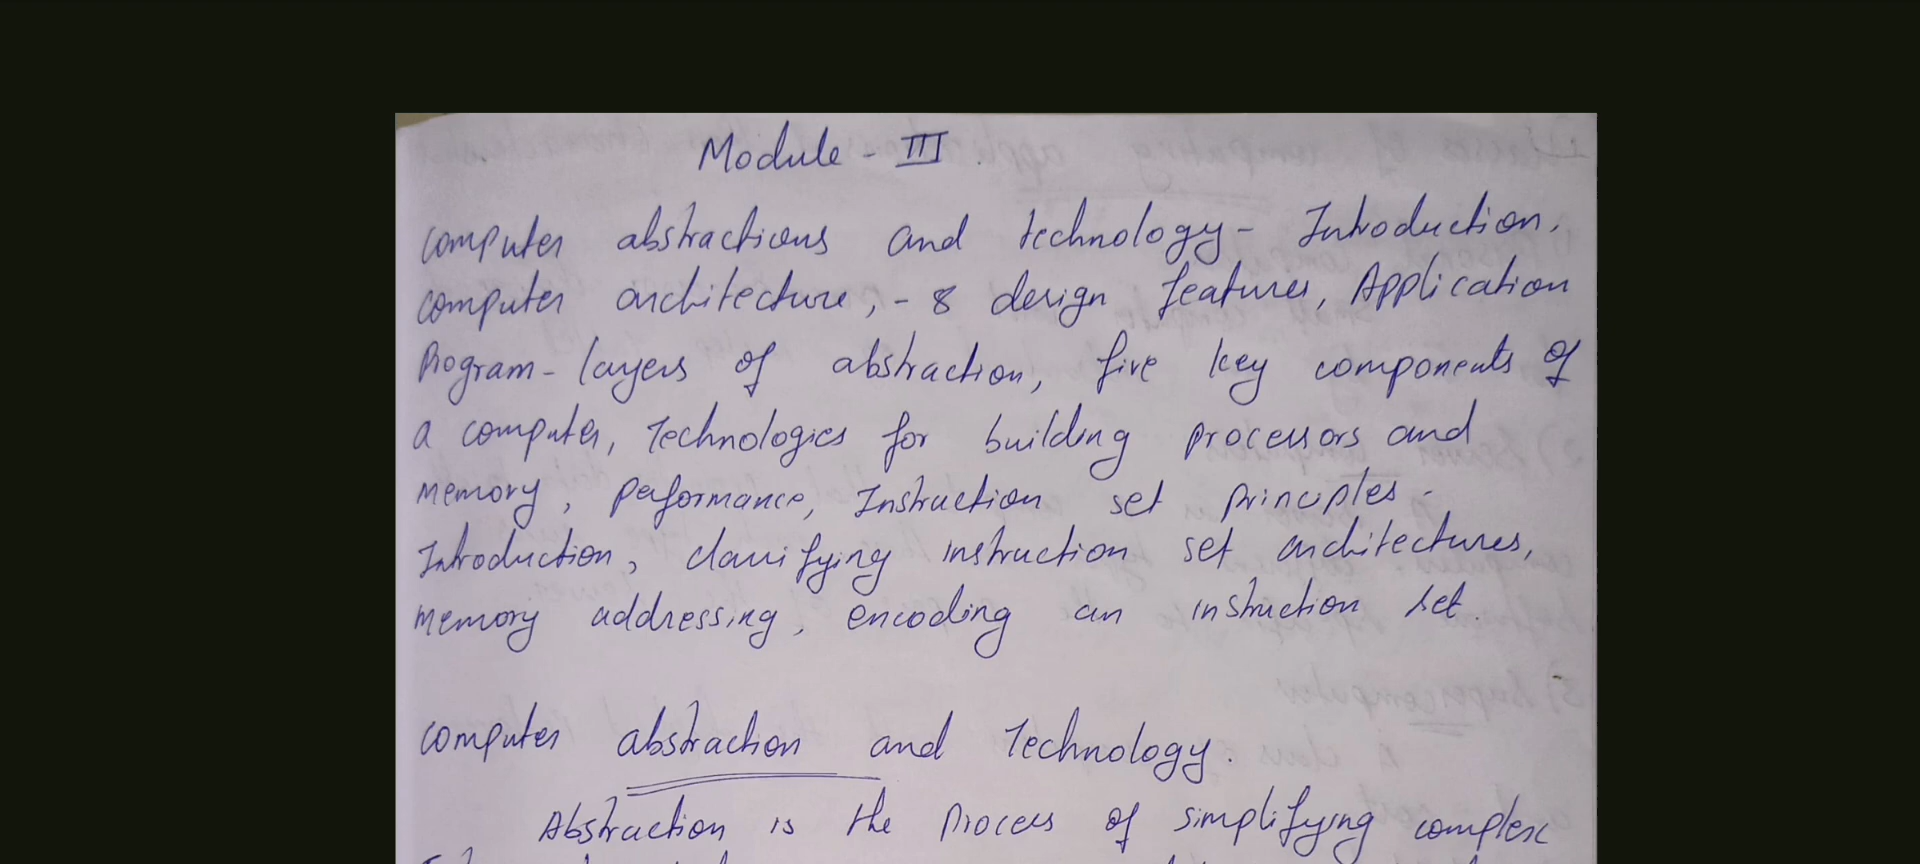 Module - III
computer abstractions and technology - Introduction,
computer architecture, - 8 design features, Application
Program - layers of abstraction, five key components of
a computer, Technologies for building processors and
memory, performance, Instruction set principles -
Introduction, classifying instruction set architectures,
memory addressing, encoding an instruction set.
computer abstraction and Technology.
Abstraction is the process of simplifying complex